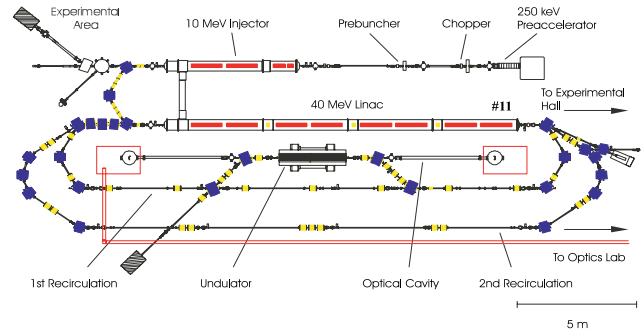 Experimental
Area
10 MeV Injector
Prebuncher
Chopper
250 keV
Preaccelerator
To Experimental
Hall
40 MeV Linac
#11
To Optics Lab
1st Recirculation
Undulator
Optical Cavity
2nd Recirculation
5 m